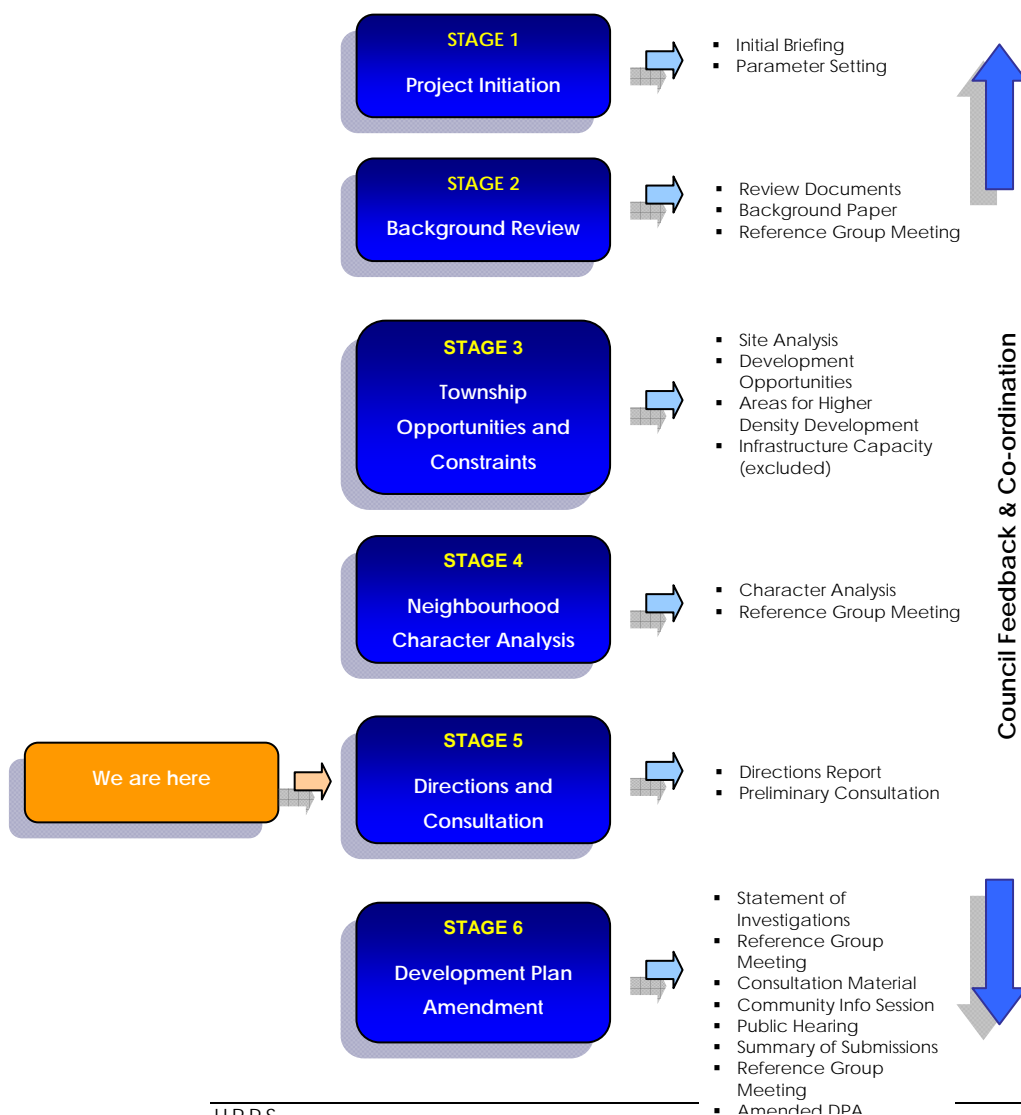 STAGE 1
Project Initiation
▪ Initial Briefing
▪ Parameter Setting
STAGE 2
Background Review
▪ Review Documents
▪ Background Paper
▪ Reference Group Meeting
STAGE 3
Township
Opportunities and
Constraints
▪ Site Analysis
▪ Development
Opportunities
▪ Areas for Higher
Density Development
▪ Infrastructure Capacity
(excluded)
STAGE 4
Neighbourhood
Character Analysis
▪ Character Analysis
▪ Reference Group Meeting
We are here
STAGE 5
Directions and
Consultation
▪ Directions Report
▪ Preliminary Consultation
STAGE 6
Development Plan
Amendment
▪ Statement of
Investigations
▪ Reference Group
Meeting
▪ Consultation Material
▪ Community Info Session
▪ Public Hearing
▪ Summary of Submissions
▪ Reference Group
Meeting
▪ Amended DPA
Council Feedback & Co-ordination